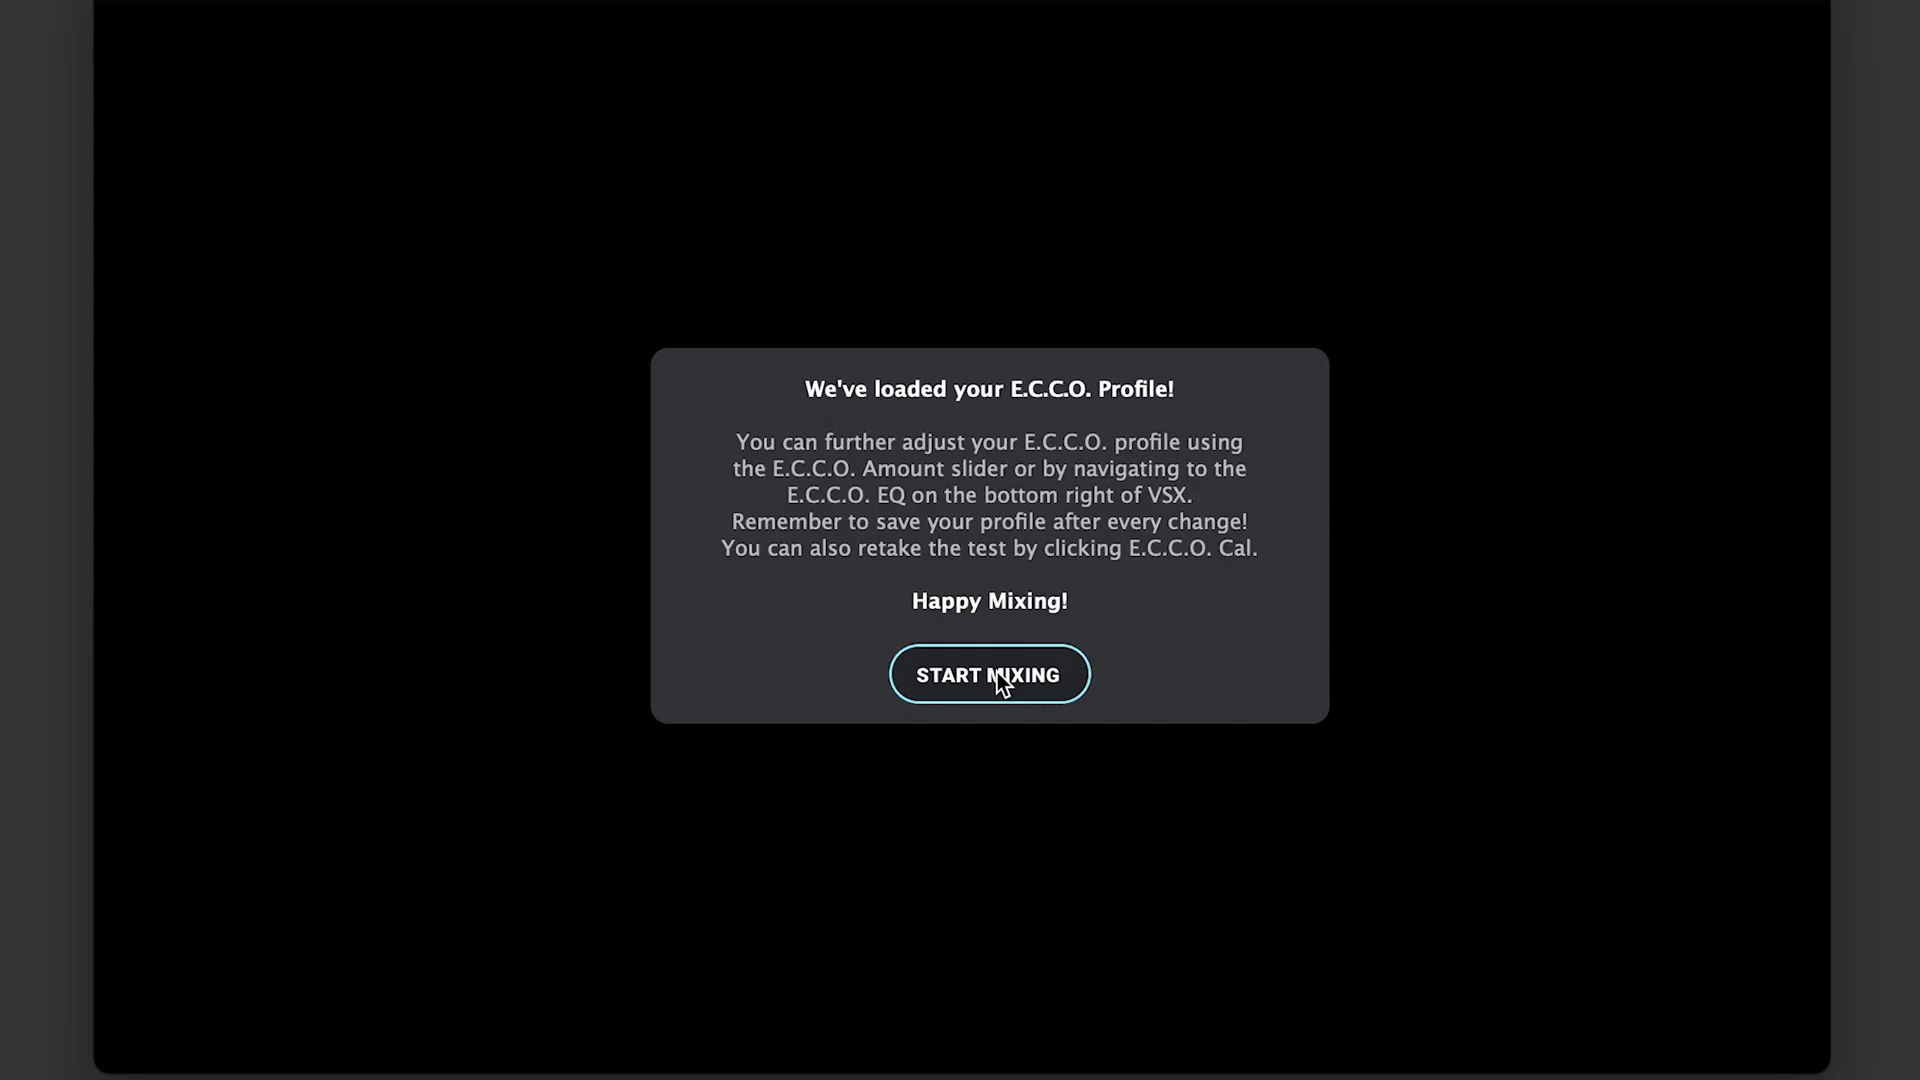 We've loaded your E.C.C.O. Profile!
You can further adjust your E.C.C.O. profile using
the E.C.C.O. Amount slider or by navigating to the
E.C.C.O. EQ on the bottom right of VSX.
Remember to save your profile after every change!
You can also retake the test by clicking E.C.C.O. Cal.
Happy Mixing!
START MIXING